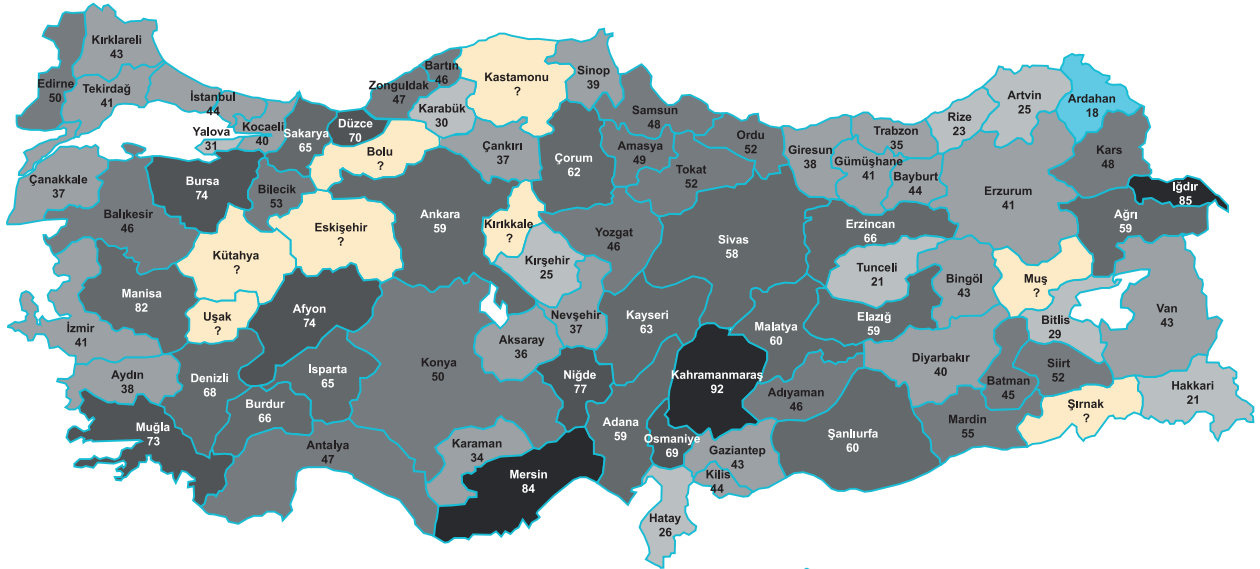 Kırklareli
43
Edirne
50
Tekirdağ
41
İstanbul
44
Yalova
31
Kocaeli
40
Sakarya
65
Düzce
70
Zonguldak
47
Bartın
46
Karabük
30
Kastamonu
?
Sinop
39
Samsun
48
Bolu
?
Çankırı
37
Çorum
62
Amasya
49
Ordu
52
Tokat
52
Giresun
38
Gümüşhane
41
Trabzon
35
Bayburt
44
Rize
23
Artvin
25
Ardahan
18
Kars
48
Iğdır
85
Ağrı
59
Erzurum
41
Erzincan
66
Çanakkale
37
Bursa
74
Bilecik
53
Balıkesir
46
Kütahya
?
Eskişehir
?
Ankara
59
Kırıkkale
?
Kırşehir
25
Yozgat
46
Sivas
58
Tunceli
21
Bingöl
43
Muş
?
Bitlis
29
Van
43
Manisa
82
Uşak
?
Afyon
74
İzmir
41
Aydın
38
Denizli
68
Isparta
65
Burdur
66
Muğla
73
Antalya
47
Konya
50
Aksaray
36
Nevşehir
37
Kayseri
63
Niğde
77
Karaman
34
Mersin
84
Adana
59
Osmaniye
69
Kahramanmaraş
92
Malatya
60
Elazığ
59
Adıyaman
46
Gaziantep
43
Kilis
44
Hatay
26
Şanlıurfa
60
Diyarbakır
40
Batman
45
Siirt
52
Mardin
55
Şırnak
?
Hakkari
21